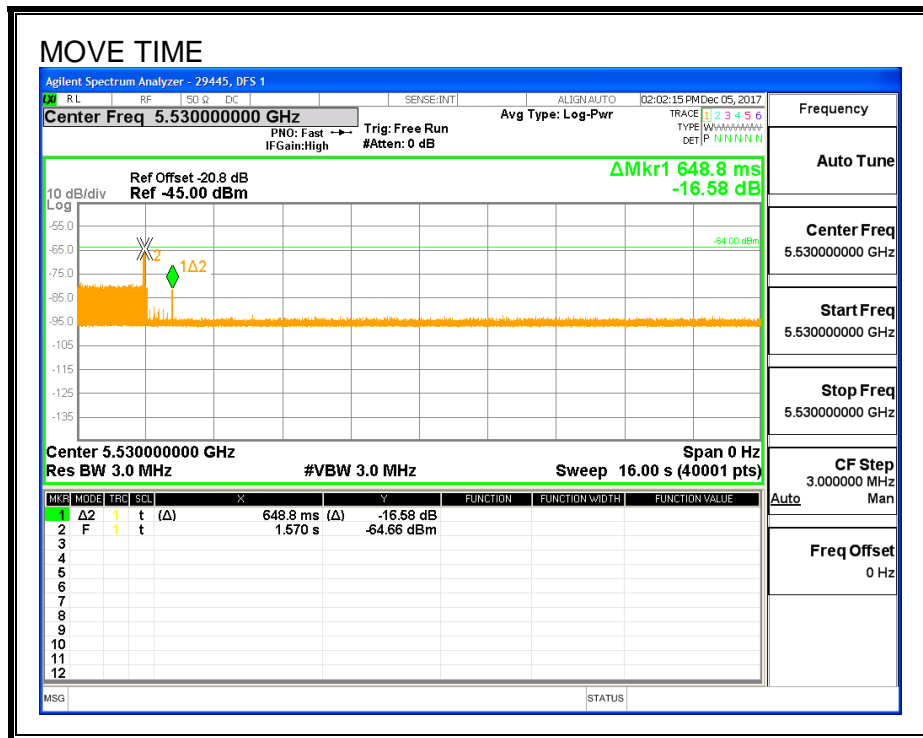 MOVE TIME
Agilent Spectrum Analyzer - 29445, DFS 1
LXI RL RF 50 Ω DC SENSE:INT ALIGN AUTO 02:02:15 PM Dec 05, 2017
Center Freq 5.530000000 GHz
PNO: Fast
IFGain:High
Trig: Free Run
#Atten: 0 dB
Avg Type: Log-Pwr
TRACE 1 2 3 4 5 6
TYPE W
DET P N N N N N
Ref Offset -20.8 dB
10 dB/div Ref -45.00 dBm
Log
ΔMkr1 648.8 ms
-16.58 dB
-55.0
-65.0
-75.0
-85.0
-95.0
-105
-115
-125
-135
-64.00 dBm
2
1Δ2
Center 5.530000000 GHz Span 0 Hz
Res BW 3.0 MHz #VBW 3.0 MHz Sweep 16.00 s (40001 pts)
MKR MODE TRC SCL X Y FUNCTION FUNCTION WIDTH FUNCTION VALUE
1 Δ2 1 t (Δ) 648.8 ms (Δ) -16.58 dB
2 F 1 t 1.570 s -64.66 dBm
3
4
5
6
7
8
9
10
11
12
MSG STATUS
Frequency
Auto Tune
Center Freq
5.530000000 GHz
Start Freq
5.530000000 GHz
Stop Freq
5.530000000 GHz
CF Step
3.000000 MHz
Auto Man
Freq Offset
0 Hz